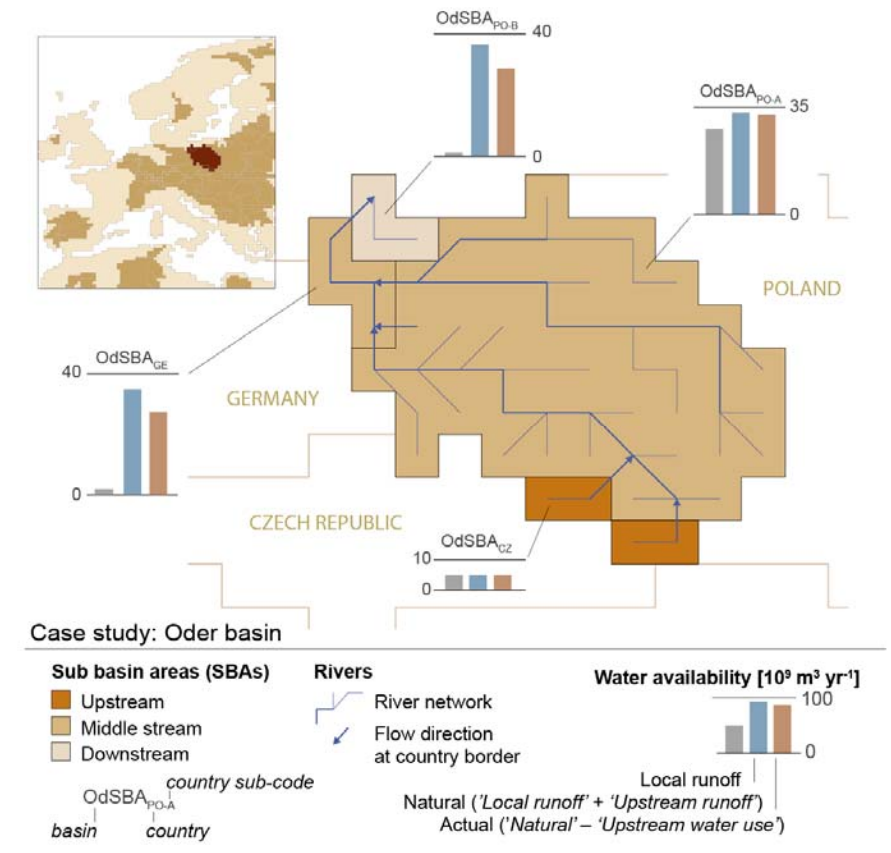 OdSBA_PO-B
40
0
OdSBA_PO-A
35
0
POLAND
OdSBA_GE
40
0
GERMANY
CZECH REPUBLIC
OdSBA_CZ
10
0
Case study: Oder basin
Sub basin areas (SBAs)
Upstream
Middle stream
Downstream
OdSBA_PO-A
country sub-code
basin
country
Rivers
River network
Flow direction
at country border
Water availability [10⁹ m³ yr⁻¹]
100
0
Local runoff
Natural ('Local runoff' + 'Upstream runoff')
Actual ('Natural' – 'Upstream water use')